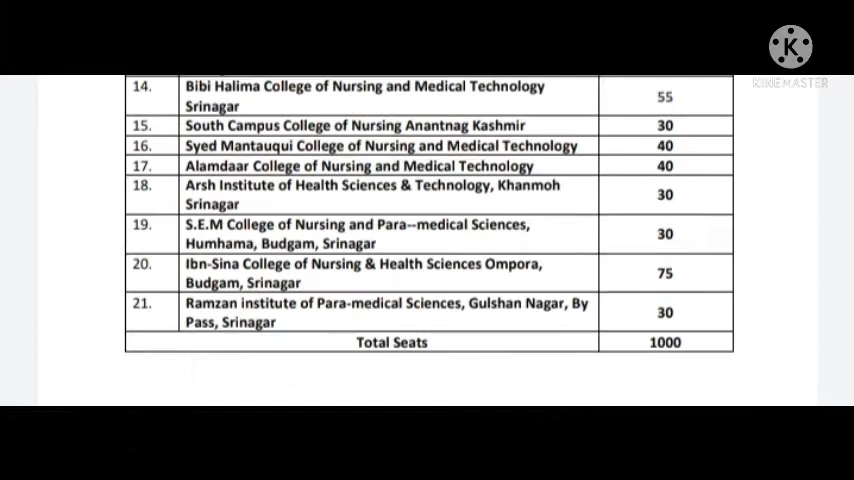 K
KINEMASTER
14. Bibi Halima College of Nursing and Medical Technology
Srinagar 55
15. South Campus College of Nursing Anantnag Kashmir 30
16. Syed Mantauqui College of Nursing and Medical Technology 40
17. Alamdaar College of Nursing and Medical Technology 40
18. Arsh Institute of Health Sciences & Technology, Khanmoh
Srinagar 30
19. S.E.M College of Nursing and Para--medical Sciences,
Humhama, Budgam, Srinagar 30
20. Ibn-Sina College of Nursing & Health Sciences Ompora,
Budgam, Srinagar 75
21. Ramzan institute of Para-medical Sciences, Gulshan Nagar, By
Pass, Srinagar 30
Total Seats 1000